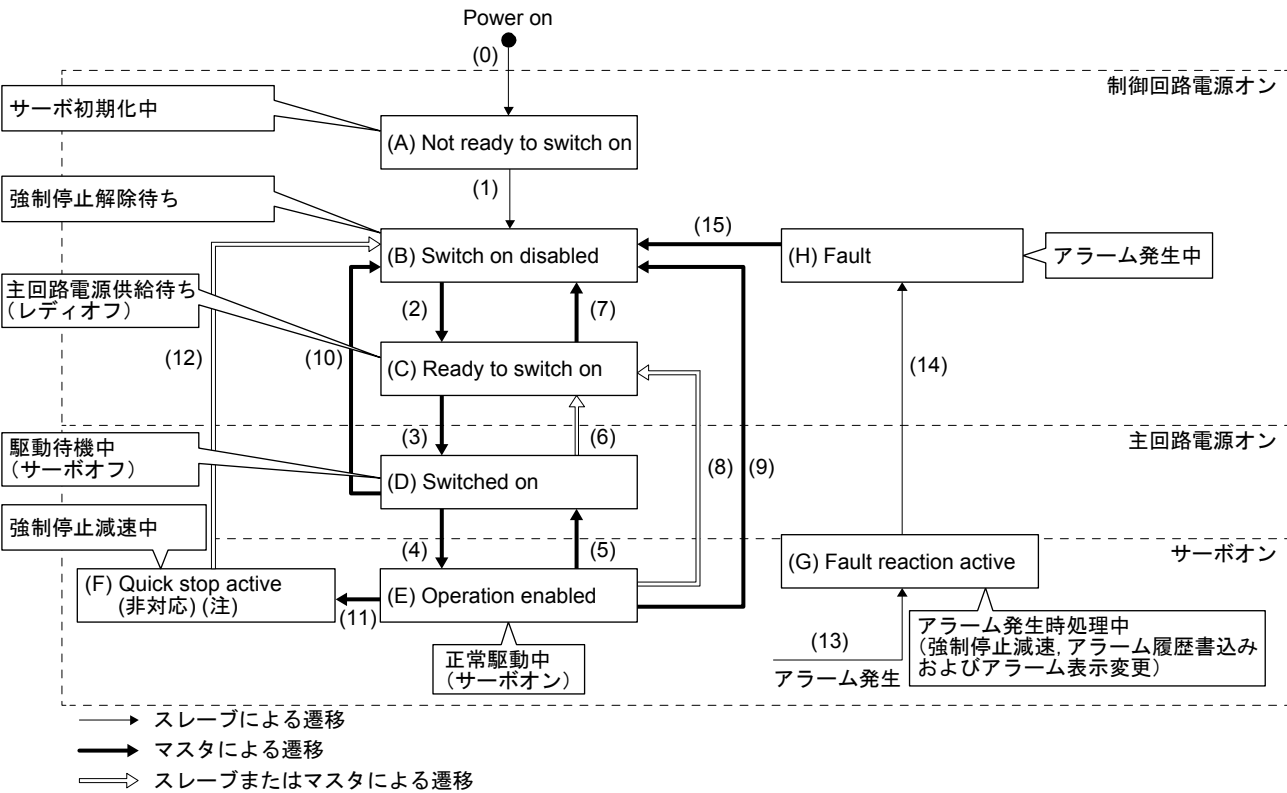 Power on
(0)
制御回路電源オン
サーボ初期化中
(A) Not ready to switch on
(1)
強制停止解除待ち
(15)
(B) Switch on disabled
(H) Fault
アラーム発生中
主回路電源供給待ち
(レディオフ)
(2)
(7)
(12)
(10)
(C) Ready to switch on
(14)
(3)
(6)
主回路電源オン
駆動待機中
(サーボオフ)
(8)
(9)
(D) Switched on
強制停止減速中
(4)
(5)
サーボオン
(G) Fault reaction active
(F) Quick stop active
(非対応) (注)
(11)
(E) Operation enabled
アラーム発生時処理中
(強制停止減速, アラーム履歴書込み
およびアラーム表示変更)
(13)
アラーム発生
正常駆動中
(サーボオン)
スレーブによる遷移
マスタによる遷移
スレーブまたはマスタによる遷移